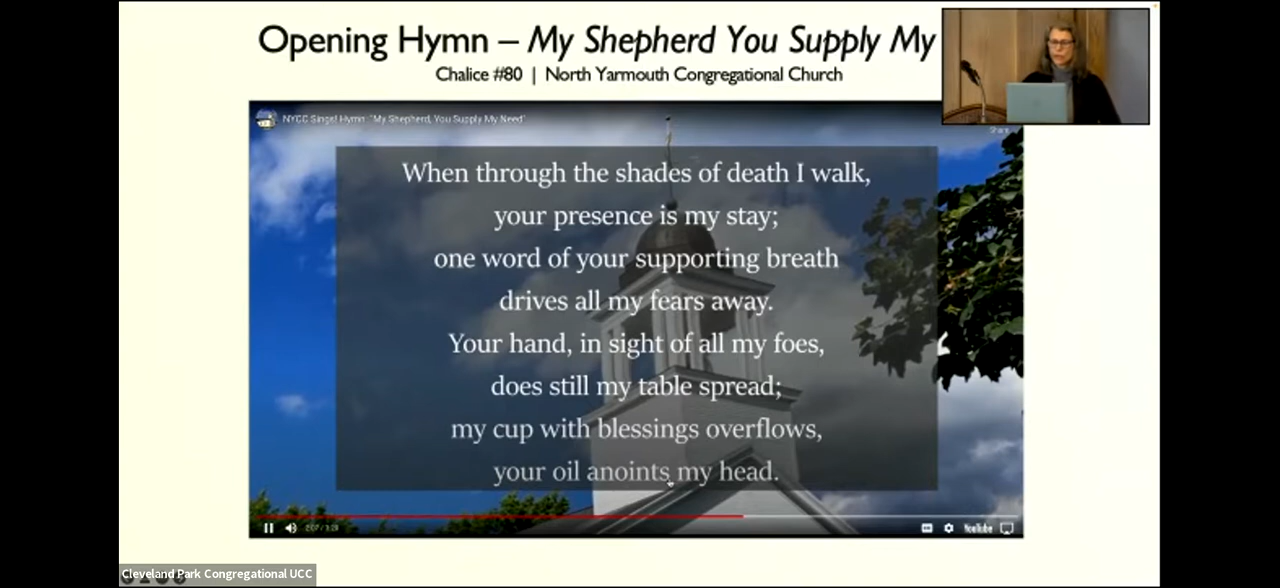 Opening Hymn – My Shepherd You Supply My
Chalice #80 | North Yarmouth Congregational Church
NYCC Sings! Hymn: "My Shepherd, You Supply My Need"
Share
When through the shades of death I walk,
your presence is my stay;
one word of your supporting breath
drives all my fears away.
Your hand, in sight of all my foes,
does still my table spread;
my cup with blessings overflows,
your oil anoints my head.
YouTube
Cleveland Park Congregational UCC